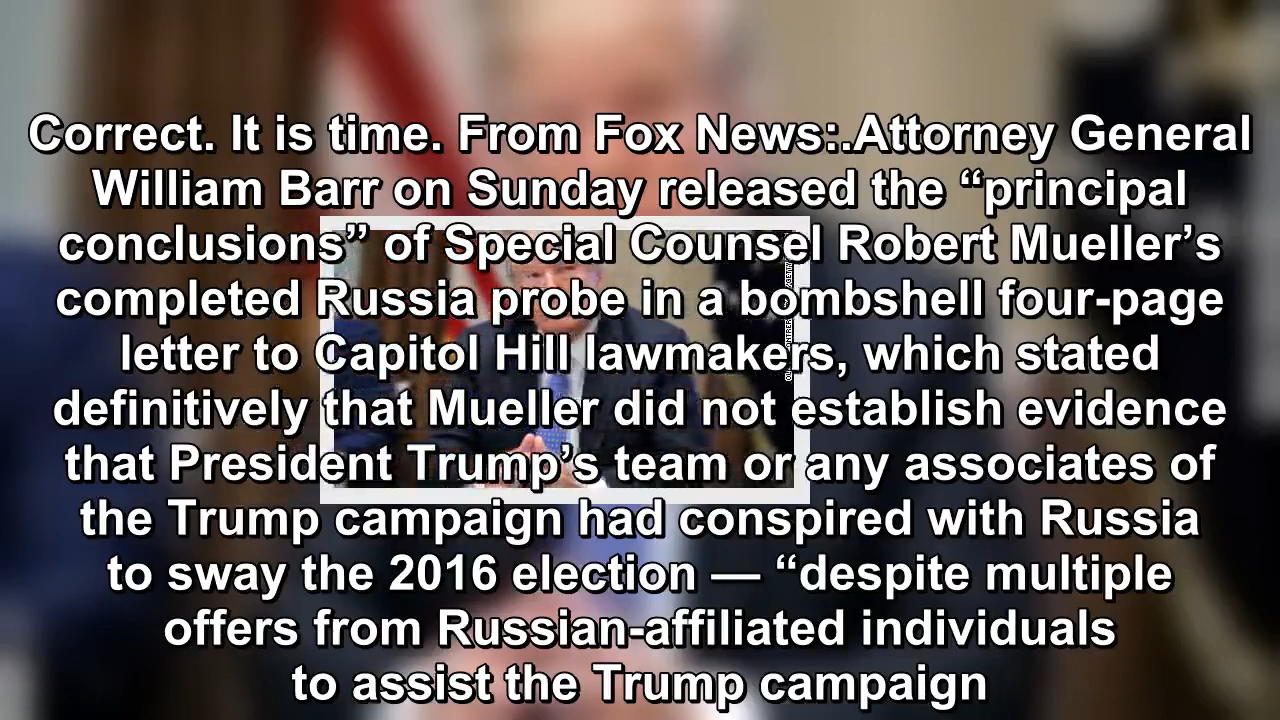 Correct. It is time. From Fox News:.Attorney General
William Barr on Sunday released the “principal
conclusions” of Special Counsel Robert Mueller’s
completed Russia probe in a bombshell four-page
letter to Capitol Hill lawmakers, which stated
definitively that Mueller did not establish evidence
that President Trump’s team or any associates of
the Trump campaign had conspired with Russia
to sway the 2016 election — “despite multiple
offers from Russian-affiliated individuals
to assist the Trump campaign